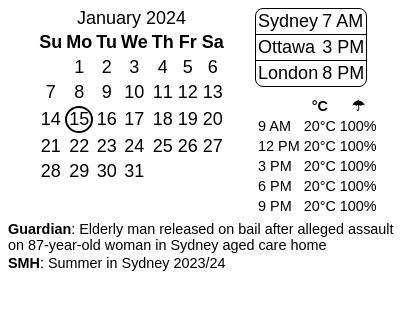 January 2024
Su Mo Tu We Th Fr Sa
1 2 3 4 5 6
7 8 9 10 11 12 13
14 15 16 17 18 19 20
21 22 23 24 25 26 27
28 29 30 31
Sydney 7 AM
Ottawa 3 PM
London 8 PM
°C ☂
9 AM 20°C 100%
12 PM 20°C 100%
3 PM 20°C 100%
6 PM 20°C 100%
9 PM 20°C 100%
Guardian: Elderly man released on bail after alleged assault
on 87-year-old woman in Sydney aged care home
SMH: Summer in Sydney 2023/24